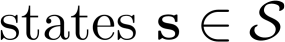 states s ∈ 𝒮